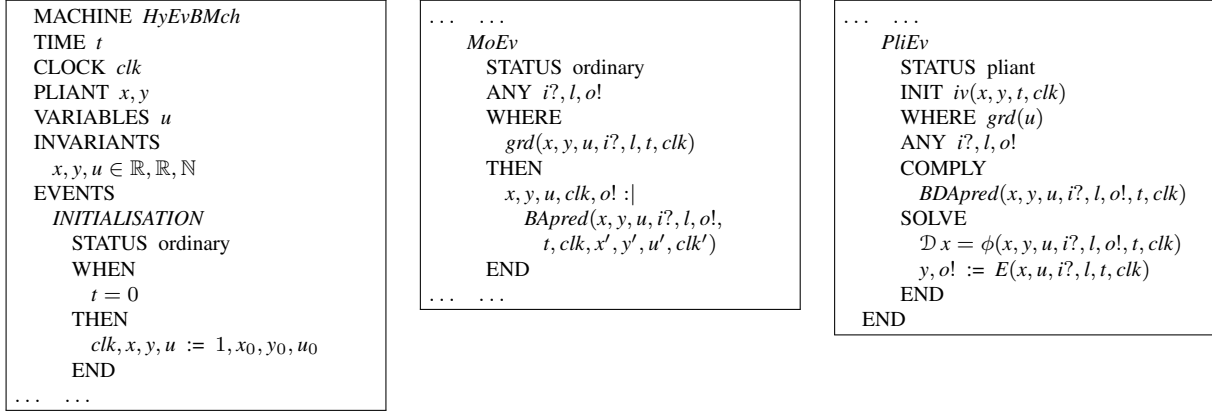 MACHINE HyEvBMch
TIME t
CLOCK clk
PLIANT x, y
VARIABLES u
INVARIANTS
x, y, u ∈ ℝ, ℝ, ℕ
EVENTS
INITIALISATION
STATUS ordinary
WHEN
t = 0
THEN
clk, x, y, u := 1, x₀, y₀, u₀
END
. . . . . .
. . . . . .
MoEv
STATUS ordinary
ANY i?, l, o!
WHERE
grd(x, y, u, i?, l, t, clk)
THEN
x, y, u, clk, o! :|
BApred(x, y, u, i?, l, o!,
t, clk, x′, y′, u′, clk′)
END
. . . . . .
. . . . . .
PliEv
STATUS pliant
INIT iv(x, y, t, clk)
WHERE grd(u)
ANY i?, l, o!
COMPLY
BDApred(x, y, u, i?, l, o!, t, clk)
SOLVE
𝒟 x = ϕ(x, y, u, i?, l, o!, t, clk)
y, o! := E(x, u, i?, l, t, clk)
END
END